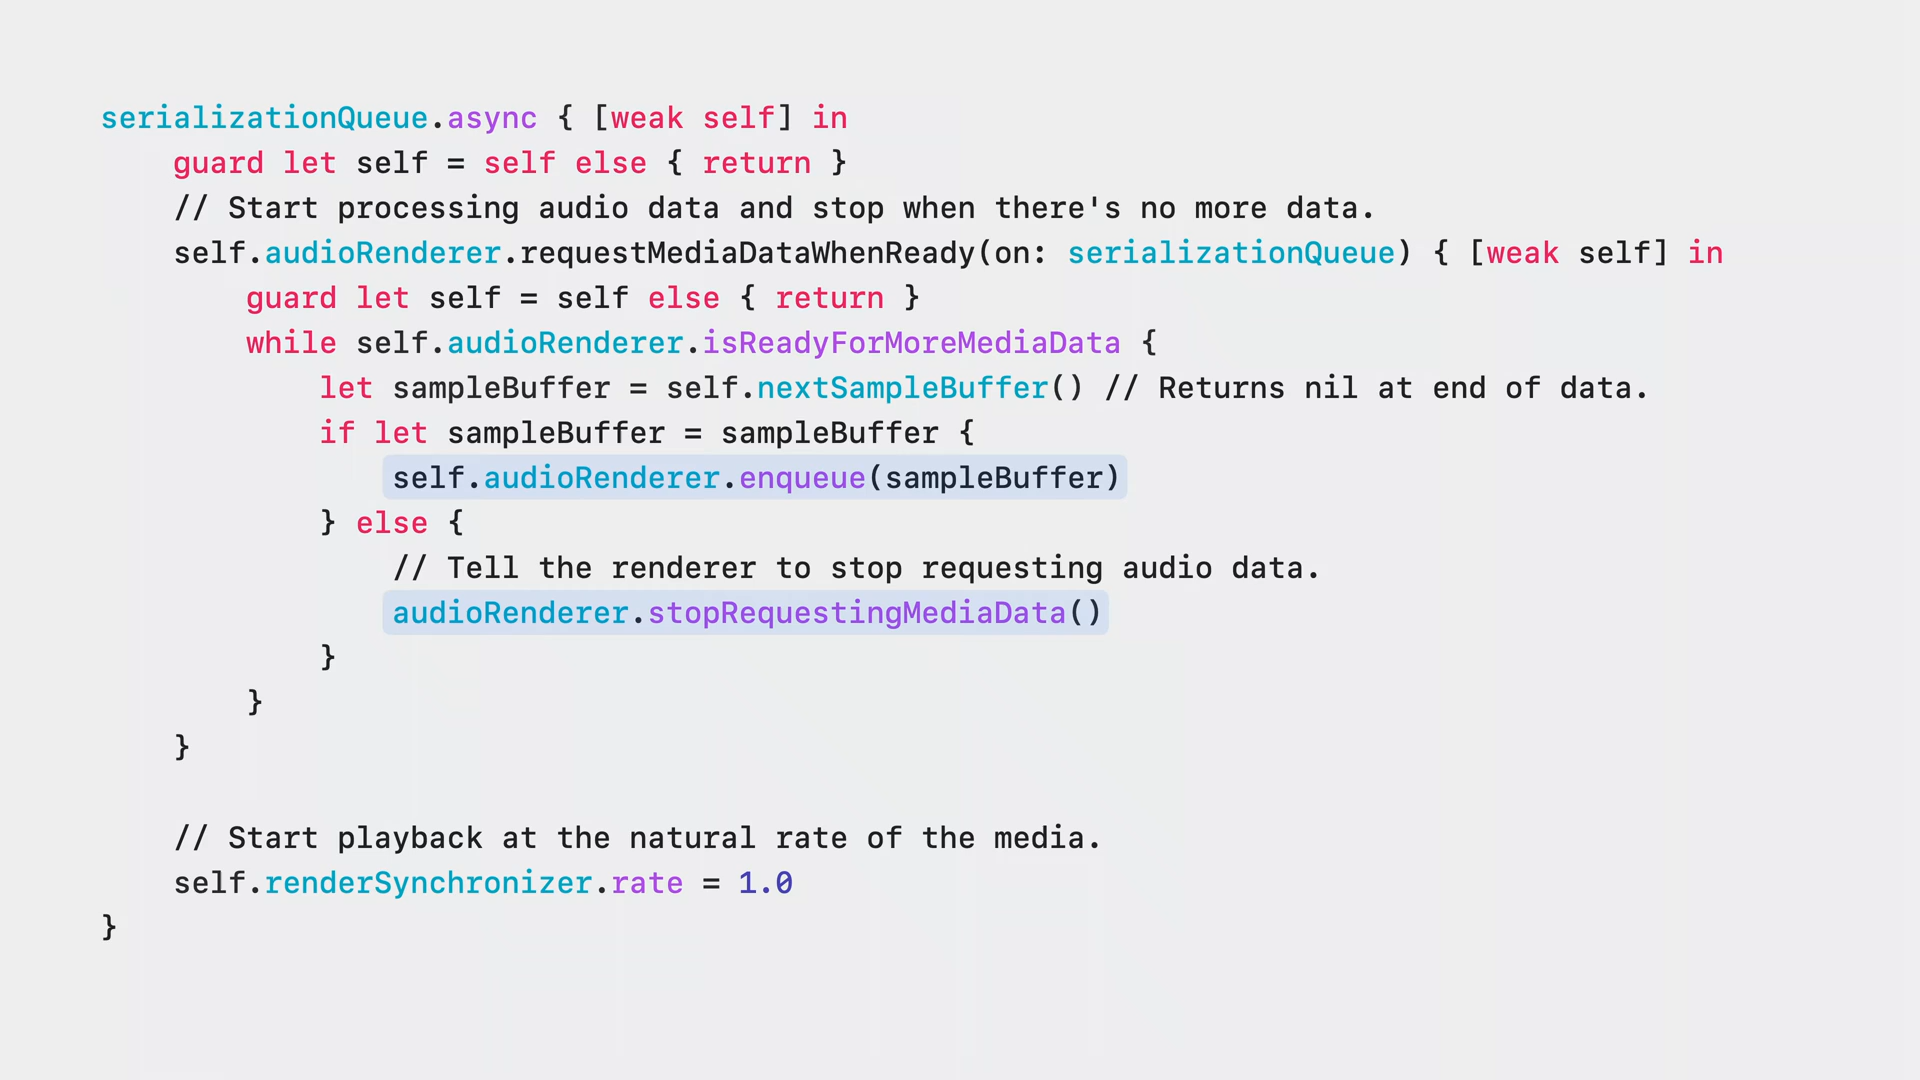 serializationQueue.async { [weak self] in
guard let self = self else { return }
// Start processing audio data and stop when there's no more data.
self.audioRenderer.requestMediaDataWhenReady(on: serializationQueue) { [weak self] in
guard let self = self else { return }
while self.audioRenderer.isReadyForMoreMediaData {
let sampleBuffer = self.nextSampleBuffer() // Returns nil at end of data.
if let sampleBuffer = sampleBuffer {
self.audioRenderer.enqueue(sampleBuffer)
} else {
// Tell the renderer to stop requesting audio data.
audioRenderer.stopRequestingMediaData()
}
}
}
// Start playback at the natural rate of the media.
self.renderSynchronizer.rate = 1.0
}